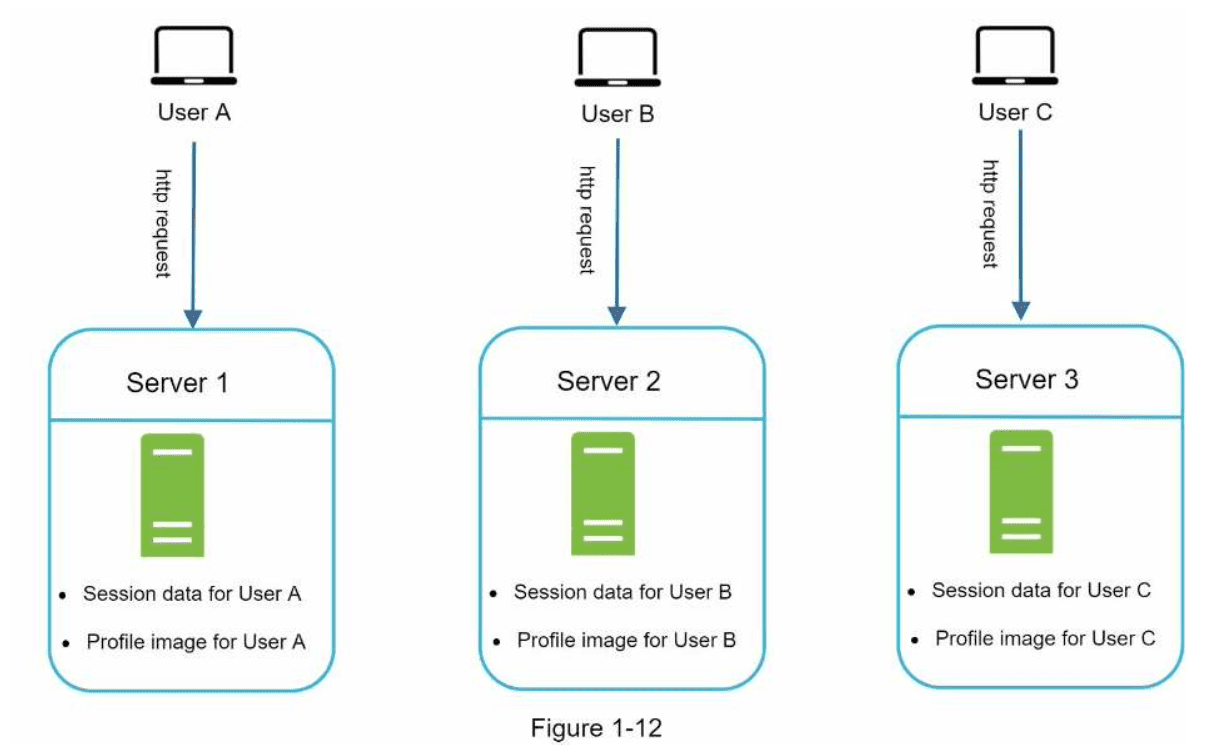 User A
User B
User C
http request
http request
http request
Server 1
Server 2
Server 3
• Session data for User A
• Profile image for User A
• Session data for User B
• Profile image for User B
• Session data for User C
• Profile image for User C
Figure 1-12